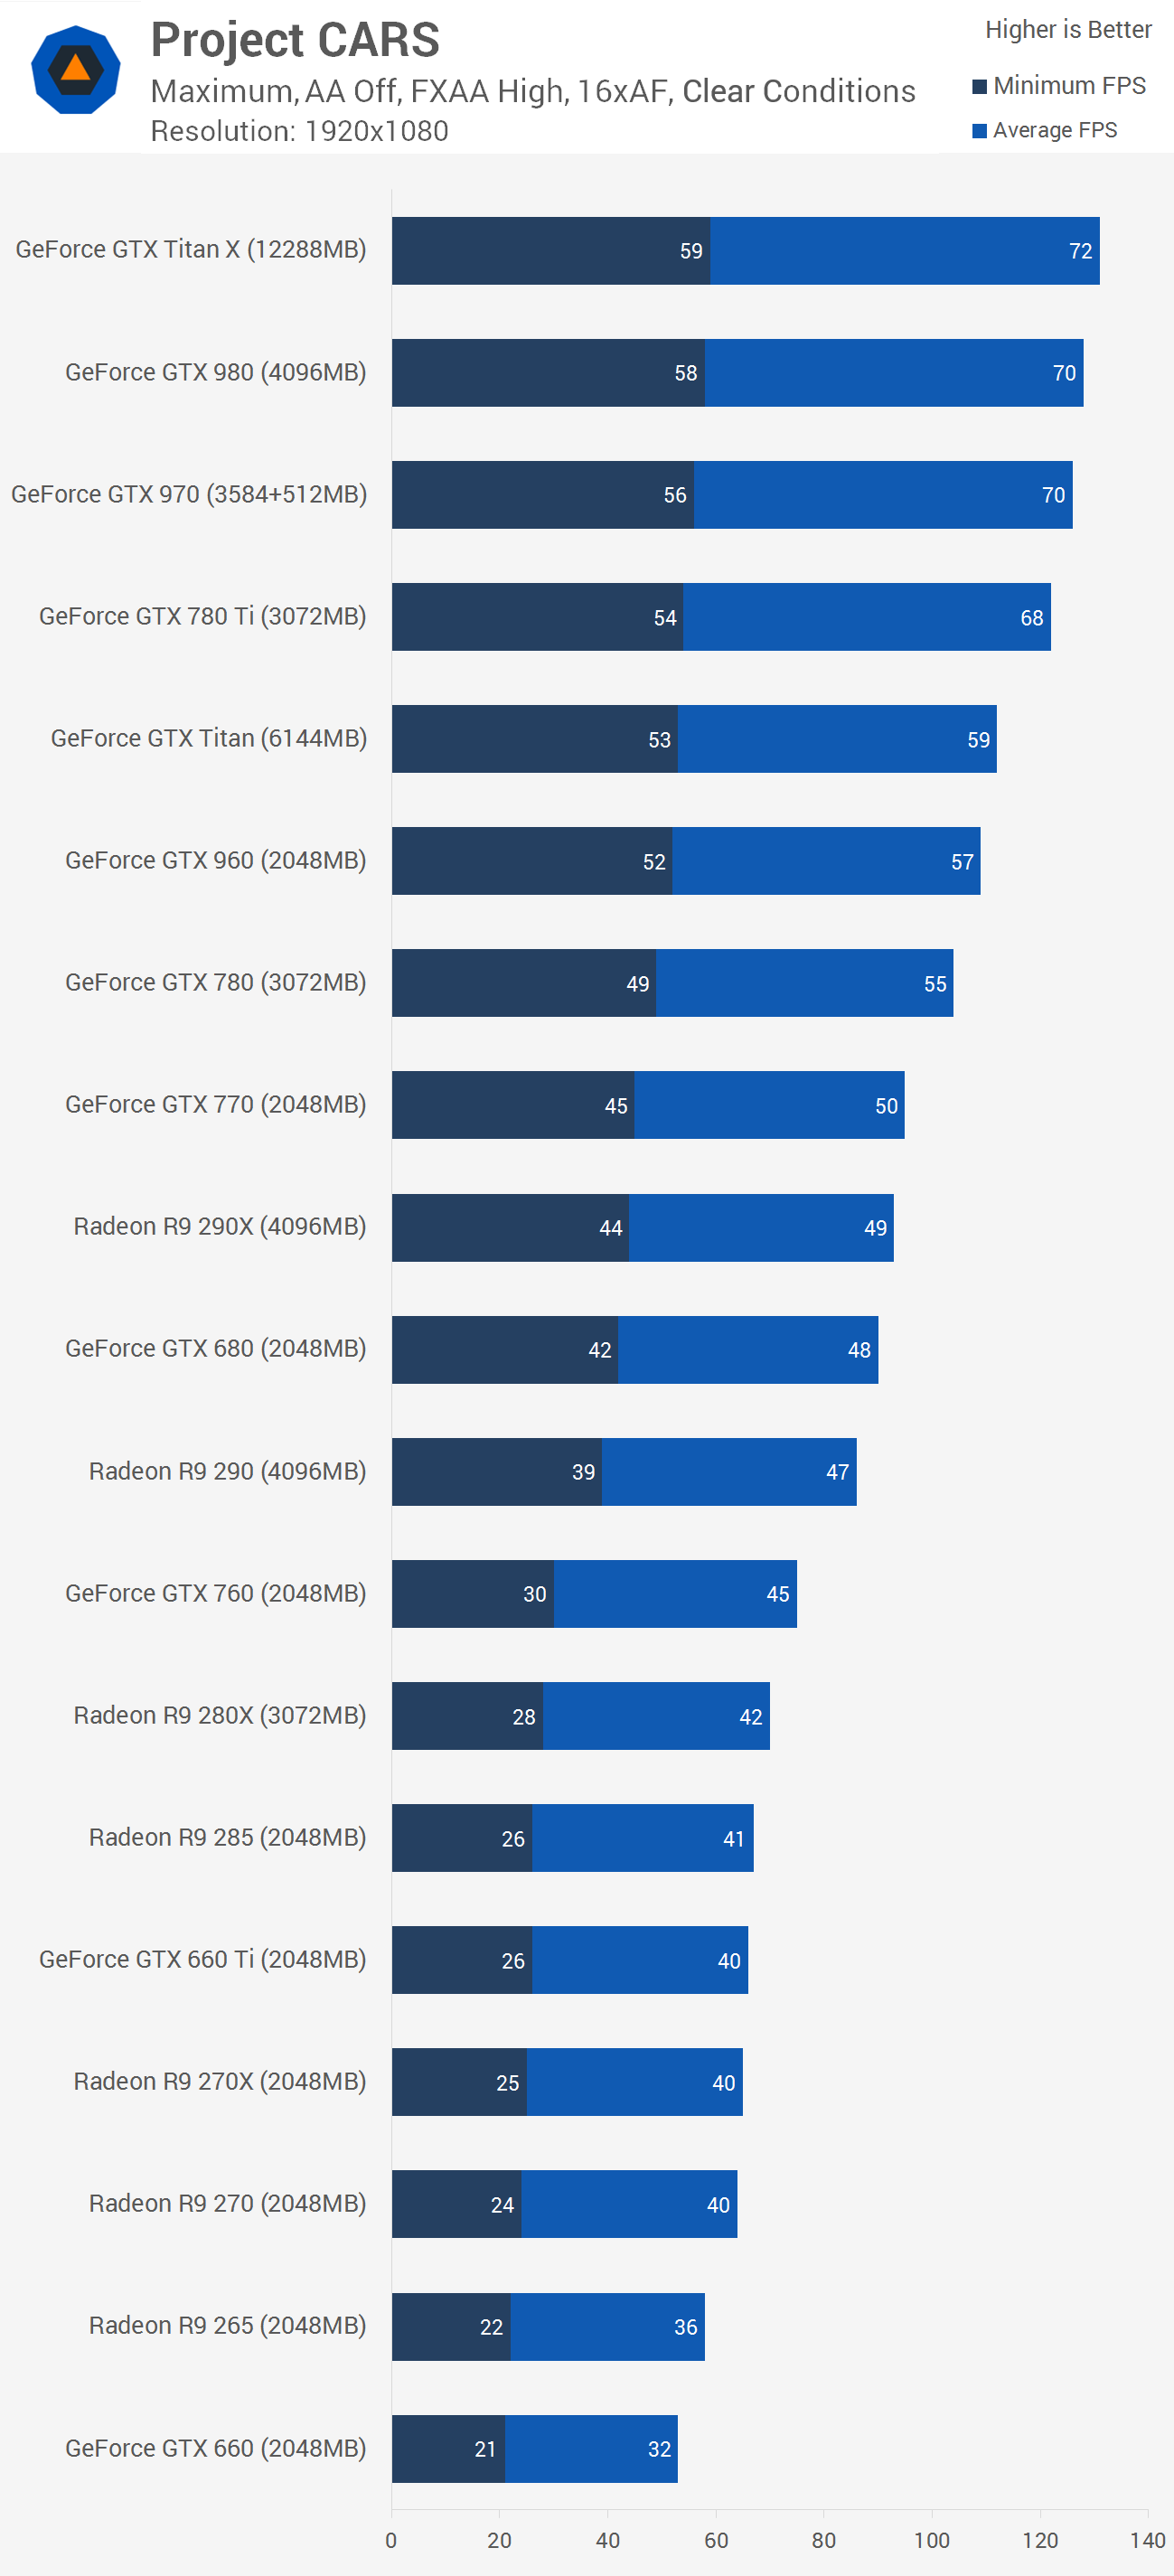 Project CARS
Maximum, AA Off, FXAA High, 16xAF, Clear Conditions
Resolution: 1920x1080
Higher is Better
Minimum FPS
Average FPS
GeForce GTX Titan X (12288MB) 59 72
GeForce GTX 980 (4096MB) 58 70
GeForce GTX 970 (3584+512MB) 56 70
GeForce GTX 780 Ti (3072MB) 54 68
GeForce GTX Titan (6144MB) 53 59
GeForce GTX 960 (2048MB) 52 57
GeForce GTX 780 (3072MB) 49 55
GeForce GTX 770 (2048MB) 45 50
Radeon R9 290X (4096MB) 44 49
GeForce GTX 680 (2048MB) 42 48
Radeon R9 290 (4096MB) 39 47
GeForce GTX 760 (2048MB) 30 45
Radeon R9 280X (3072MB) 28 42
Radeon R9 285 (2048MB) 26 41
GeForce GTX 660 Ti (2048MB) 26 40
Radeon R9 270X (2048MB) 25 40
Radeon R9 270 (2048MB) 24 40
Radeon R9 265 (2048MB) 22 36
GeForce GTX 660 (2048MB) 21 32
0 20 40 60 80 100 120 140